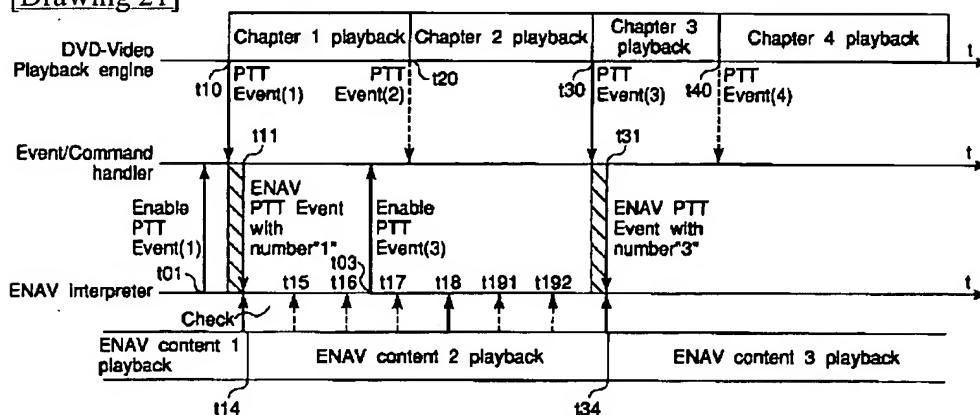 [Drawing 21]
Chapter 1 playback
Chapter 2 playback
Chapter 3
playback
Chapter 4 playback
DVD-Video
Playback engine
t
t10
PTT
Event(1)
PTT
Event(2)
t20
t30
PTT
Event(3)
t40
PTT
Event(4)
t11
t31
Event/Command
handler
t
Enable
PTT
Event(1)
t01
ENAV
PTT Event
with
number"1"
Enable
PTT
Event(3)
t03
ENAV PTT
Event with
number"3"
ENAV Interpreter
t15
t16
t17
t18
t191
t192
t
Check
ENAV content 1
playback
ENAV content 2 playback
ENAV content 3 playback
t14
t34